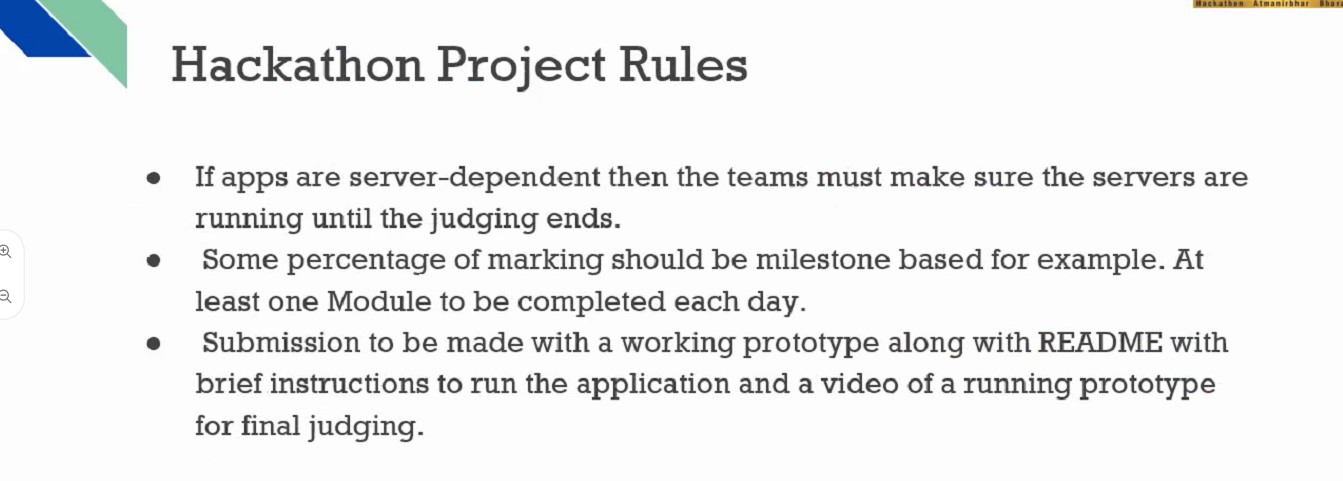 Hackathon Atmanirbhar Bhara
Hackathon Project Rules
● If apps are server-dependent then the teams must make sure the servers are
running until the judging ends.
● Some percentage of marking should be milestone based for example. At
least one Module to be completed each day.
● Submission to be made with a working prototype along with README with
brief instructions to run the application and a video of a running prototype
for final judging.